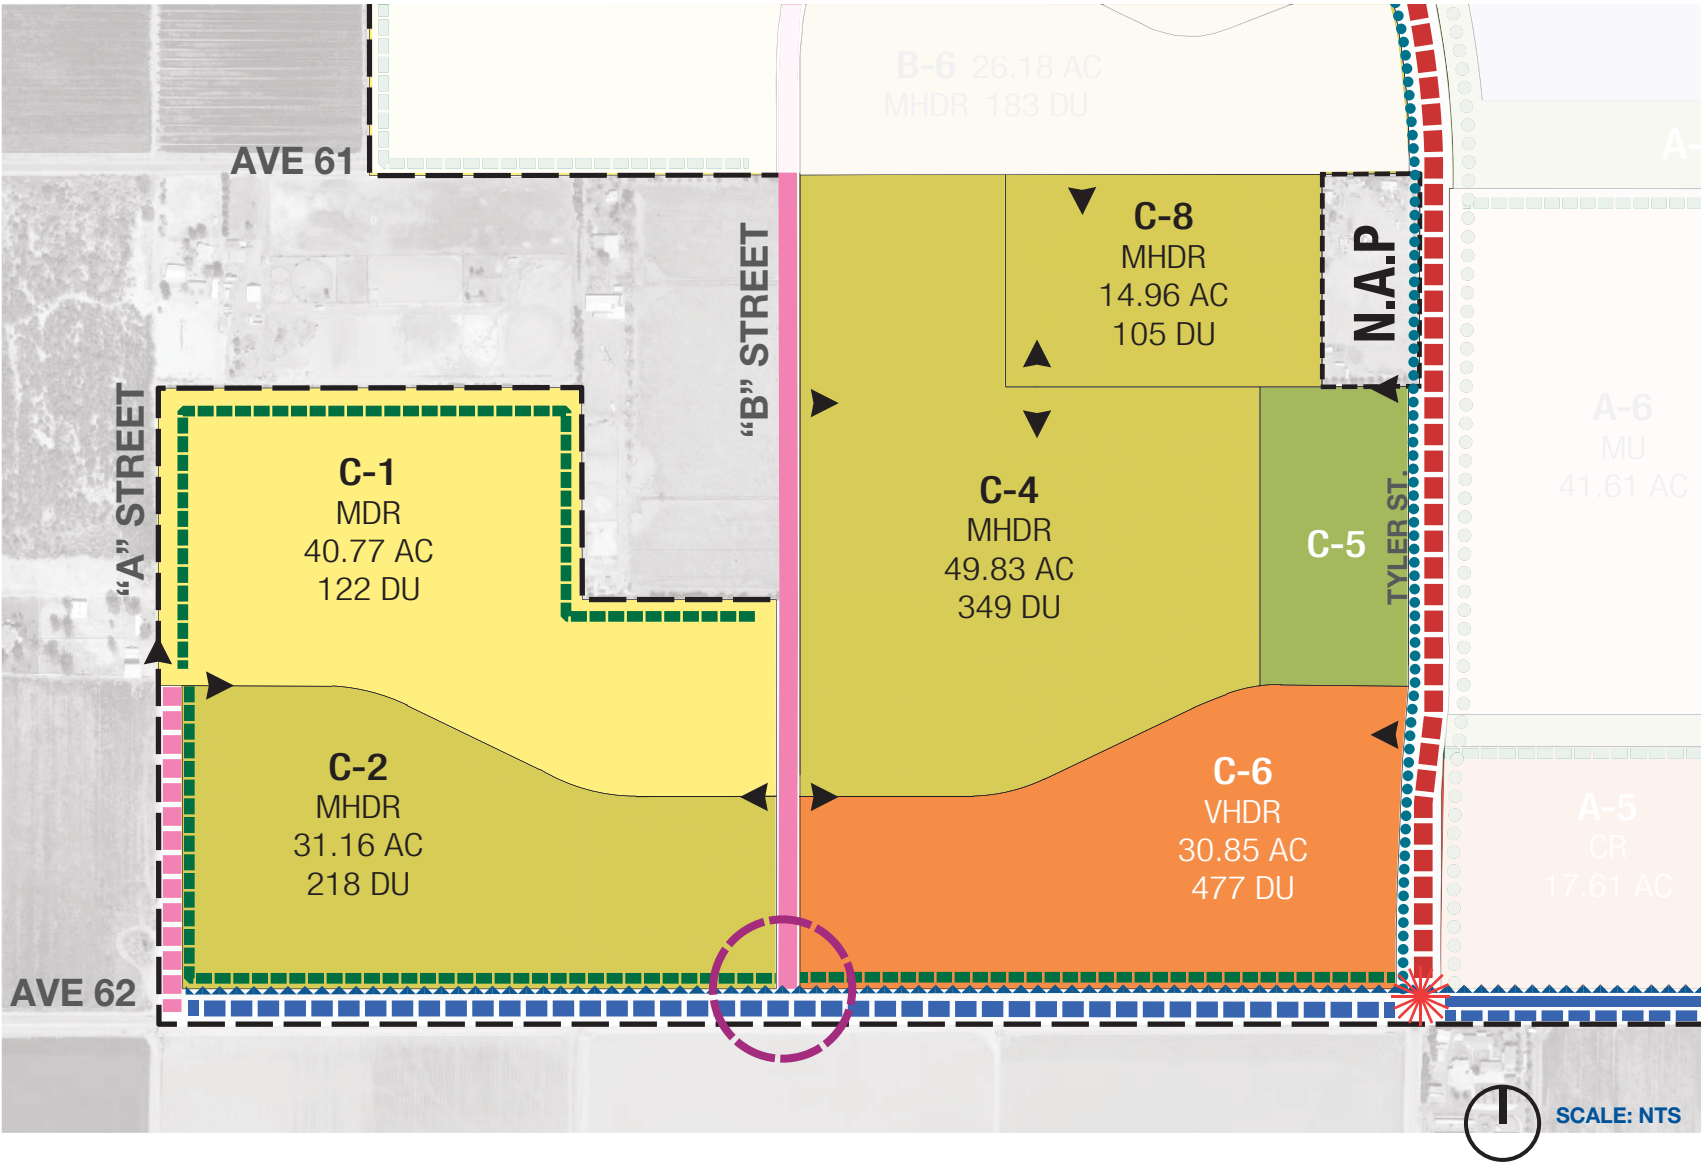 B-6 26.18 AC
MHDR 183 DU
AVE 61
A-
C-8
MHDR
14.96 AC
105 DU
N.A.P
"B" STREET
"A" STREET
C-1
MDR
40.77 AC
122 DU
C-4
MHDR
49.83 AC
349 DU
C-5
TYLER ST.
A-6
MU
41.61 AC
C-2
MHDR
31.16 AC
218 DU
C-6
VHDR
30.85 AC
477 DU
A-5
CR
17.61 AC
AVE 62
SCALE: NTS